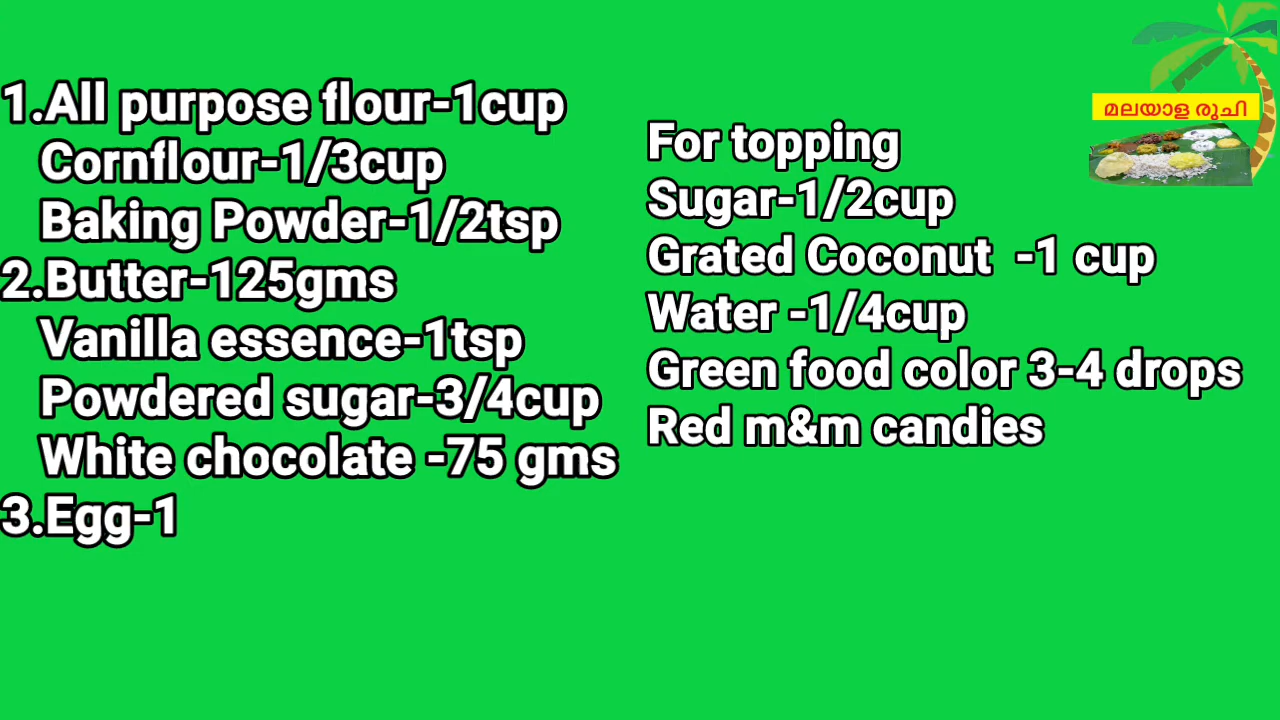 1.All purpose flour-1cup
Cornflour-1/3cup
Baking Powder-1/2tsp
2.Butter-125gms
Vanilla essence-1tsp
Powdered sugar-3/4cup
White chocolate -75 gms
3.Egg-1
For topping
Sugar-1/2cup
Grated Coconut -1 cup
Water -1/4cup
Green food color 3-4 drops
Red m&m candies
മലയാള രുചി